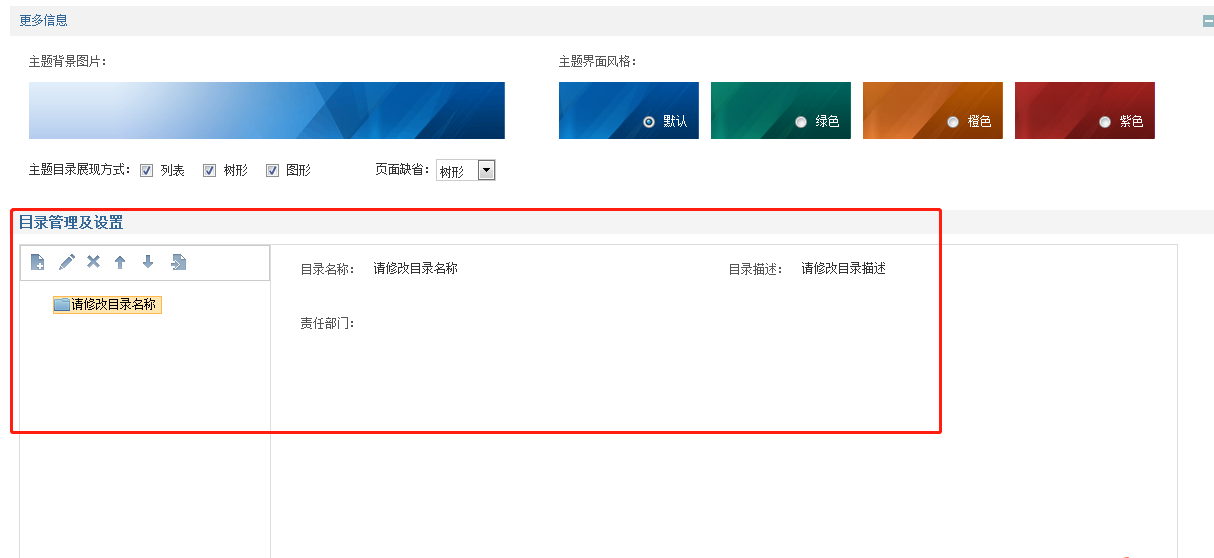 更多信息
主题背景图片：
主题界面风格：
默认
绿色
橙色
紫色
主题目录展现方式： 列表 树形 图形
页面缺省： 树形
目录管理及设置
请修改目录名称
目录名称： 请修改目录名称
目录描述： 请修改目录描述
责任部门：